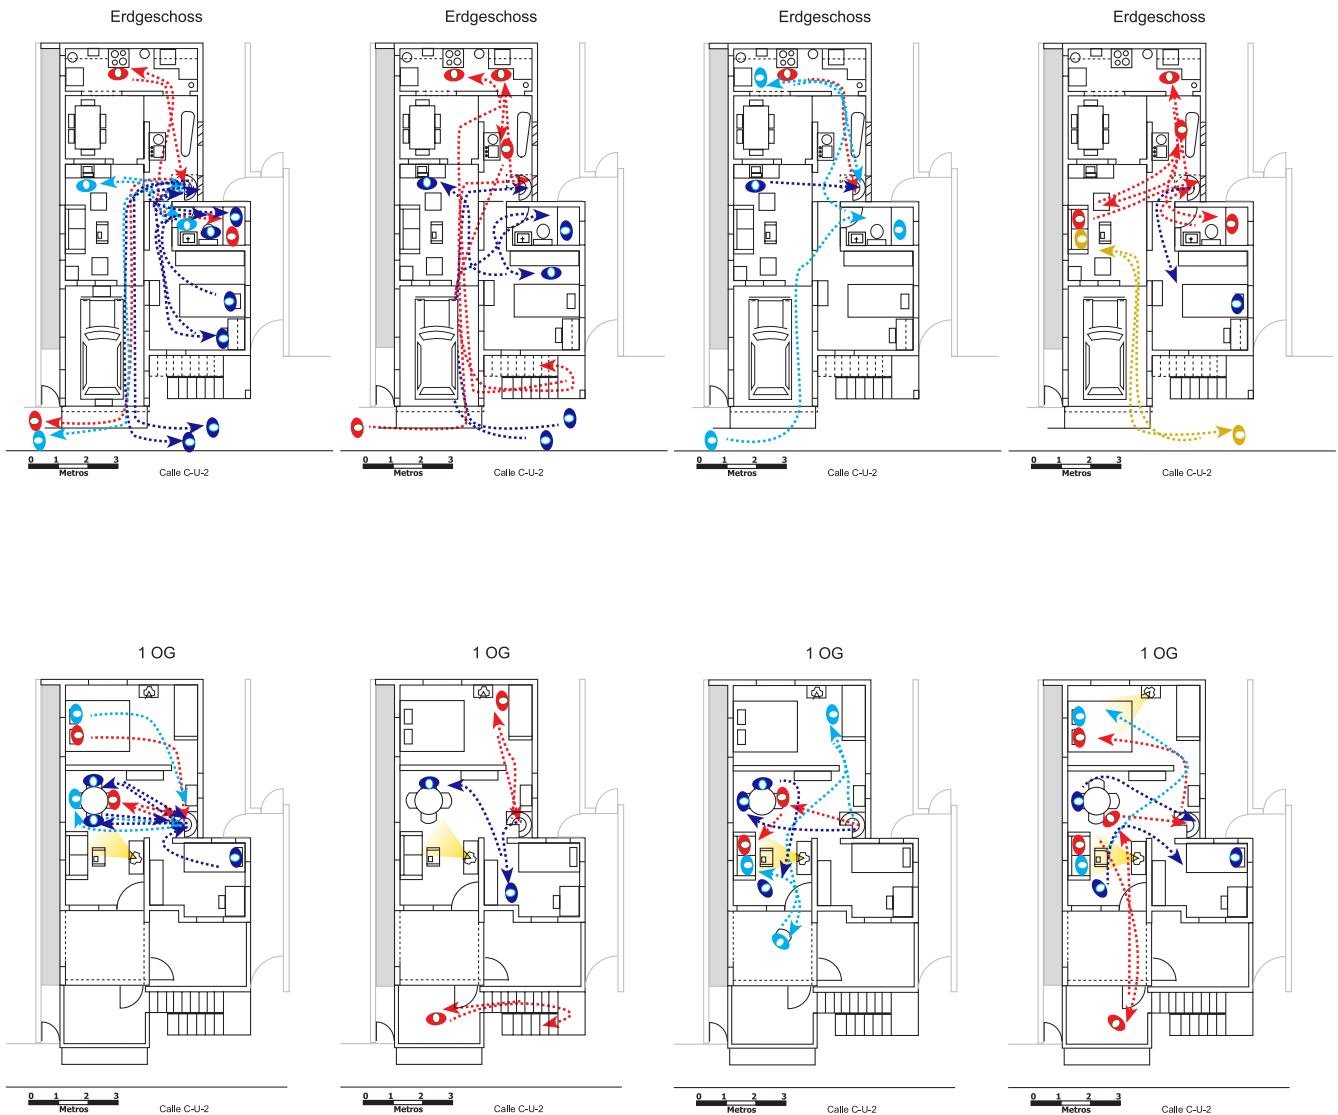 Erdgeschoss Erdgeschoss Erdgeschoss Erdgeschoss
0 1 2 3 0 1 2 3 0 1 2 3 0 1 2 3
Metros Calle C-U-2 Metros Calle C-U-2 Metros Calle C-U-2 Metros Calle C-U-2
1 OG 1 OG 1 OG 1 OG
0 1 2 3 0 1 2 3 0 1 2 3 0 1 2 3
Metros Calle C-U-2 Metros Calle C-U-2 Metros Calle C-U-2 Metros Calle C-U-2